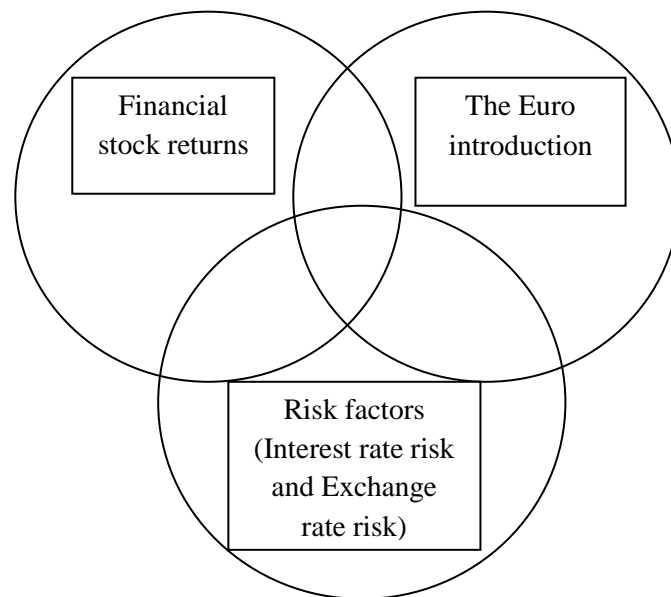 Financial
stock returns
The Euro
introduction
Risk factors
(Interest rate risk
and Exchange
rate risk)